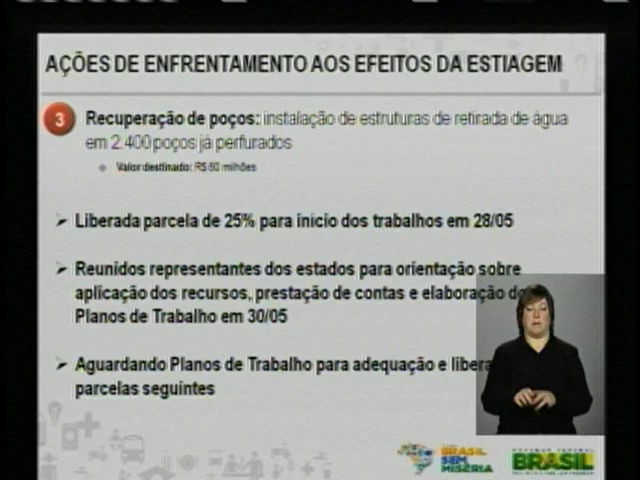 AÇÕES DE ENFRENTAMENTO AOS EFEITOS DA ESTIAGEM
3 Recuperação de poços: instalação de estruturas de retirada de água
em 2.400 poços já perfurados
Valor destinado: R$ 60 milhões
Liberada parcela de 25% para início dos trabalhos em 28/05
Reunidos representantes dos estados para orientação sobre
aplicação dos recursos, prestação de contas e elaboração
Planos de Trabalho em 30/05
Aguardando Planos de Trabalho para adequação e libera
parcelas seguintes
BRASIL
SEM
MISÉRIA
BRASIL